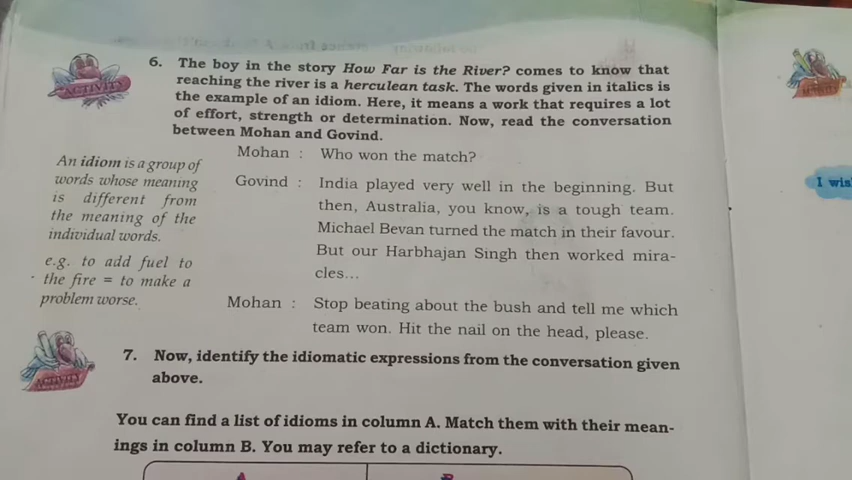 6. The boy in the story How Far is the River? comes to know that
reaching the river is a herculean task. The words given in italics is
the example of an idiom. Here, it means a work that requires a lot
of effort, strength or determination. Now, read the conversation
between Mohan and Govind.
ACTIVITY
An idiom is a group of
words whose meaning
is different from
the meaning of the
individual words.
e.g. to add fuel to
the fire = to make a
problem worse.
Mohan : Who won the match?
Govind : India played very well in the beginning. But
then, Australia, you know, is a tough team.
Michael Bevan turned the match in their favour.
But our Harbhajan Singh then worked mira-
cles...
Mohan : Stop beating about the bush and tell me which
team won. Hit the nail on the head, please.
ACTIVITY
7. Now, identify the idiomatic expressions from the conversation given
above.
You can find a list of idioms in column A. Match them with their mean-
ings in column B. You may refer to a dictionary.
A B
I wis